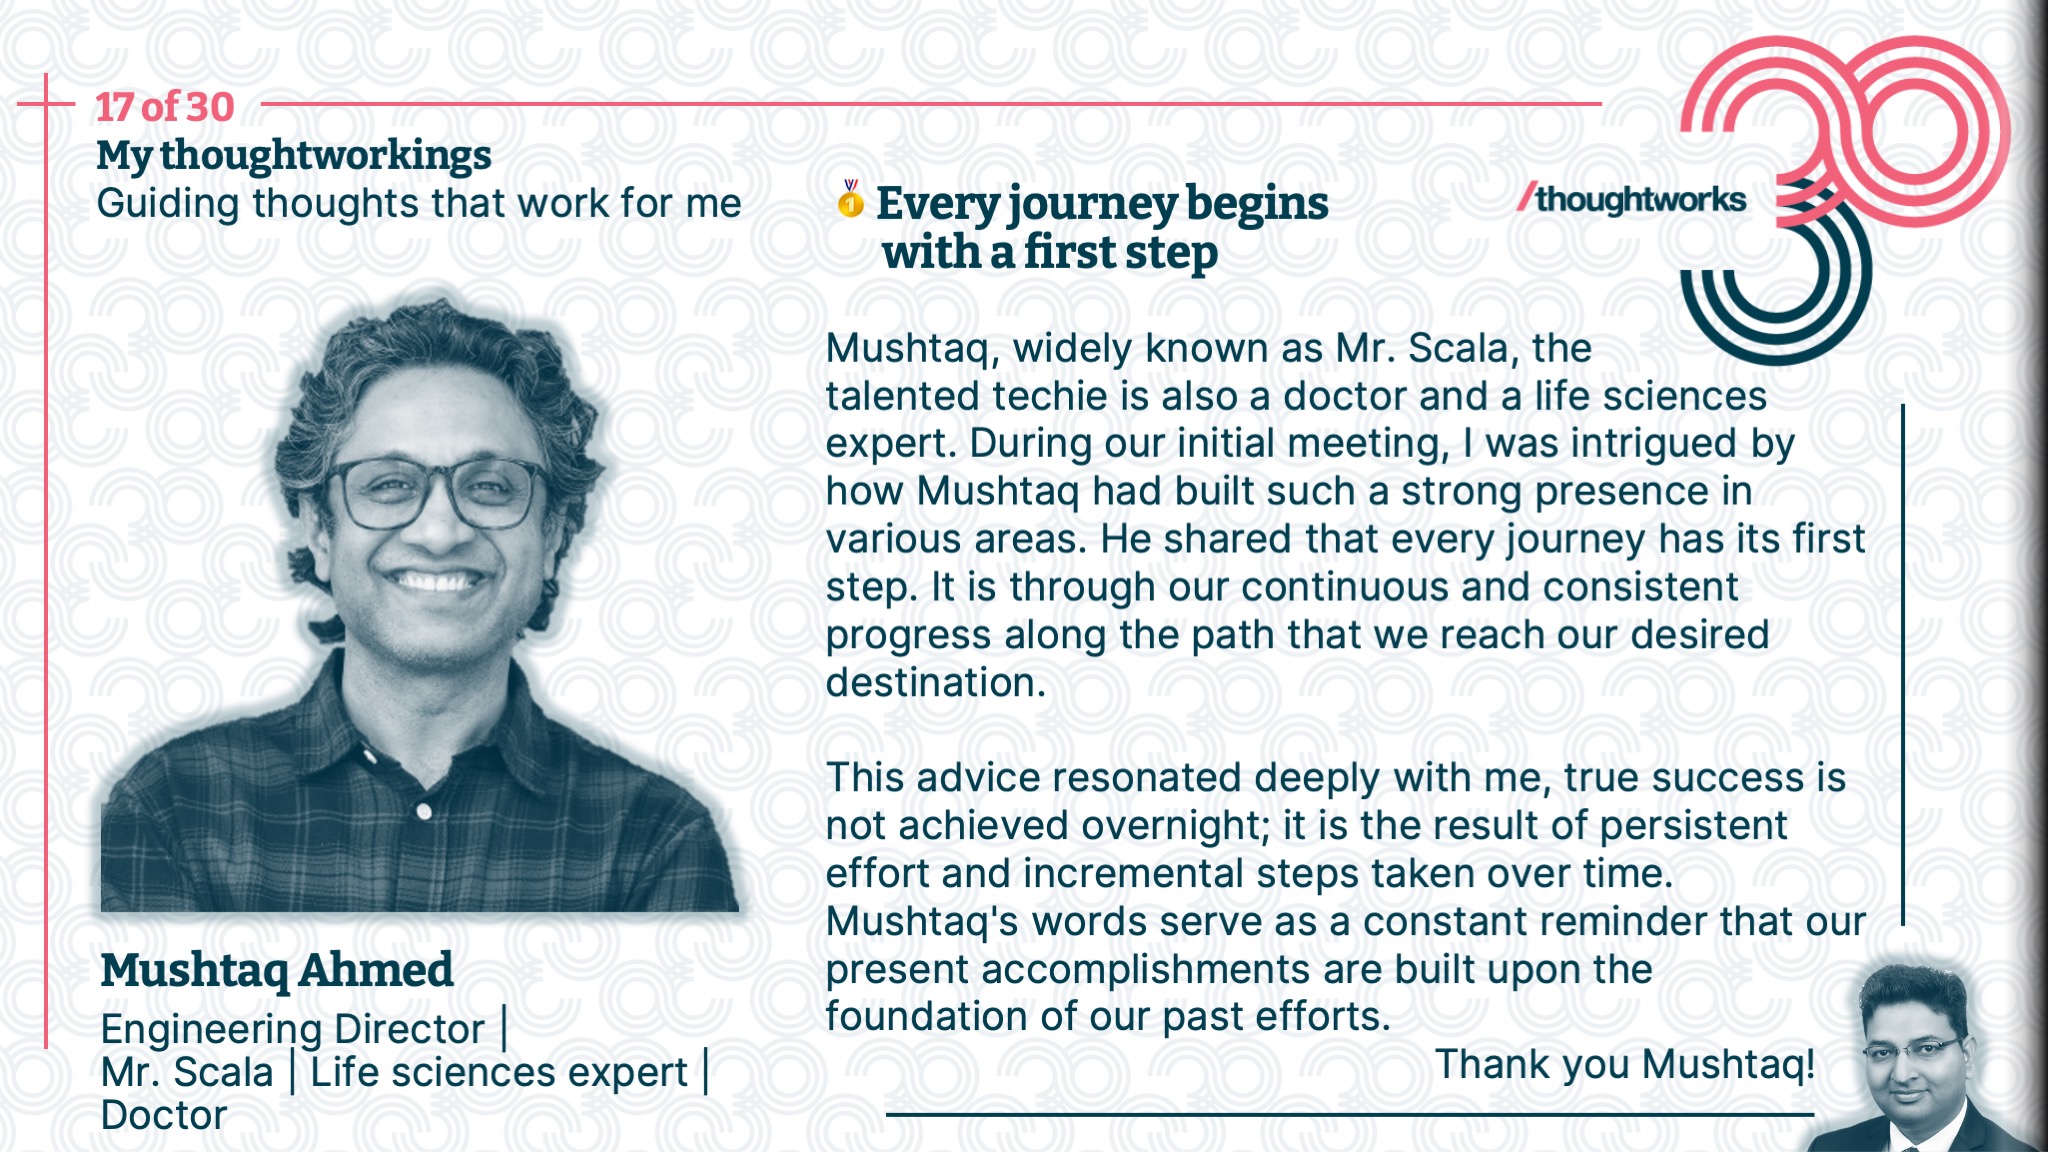 17 of 30
My thoughtworkings
Guiding thoughts that work for me
🥇 Every journey begins
with a first step
/thoughtworks
30
3
Mushtaq, widely known as Mr. Scala, the
talented techie is also a doctor and a life sciences
expert. During our initial meeting, I was intrigued by
how Mushtaq had built such a strong presence in
various areas. He shared that every journey has its first
step. It is through our continuous and consistent
progress along the path that we reach our desired
destination.
This advice resonated deeply with me, true success is
not achieved overnight; it is the result of persistent
effort and incremental steps taken over time.
Mushtaq's words serve as a constant reminder that our
present accomplishments are built upon the
foundation of our past efforts.
Thank you Mushtaq!
Mushtaq Ahmed
Engineering Director |
Mr. Scala | Life sciences expert |
Doctor